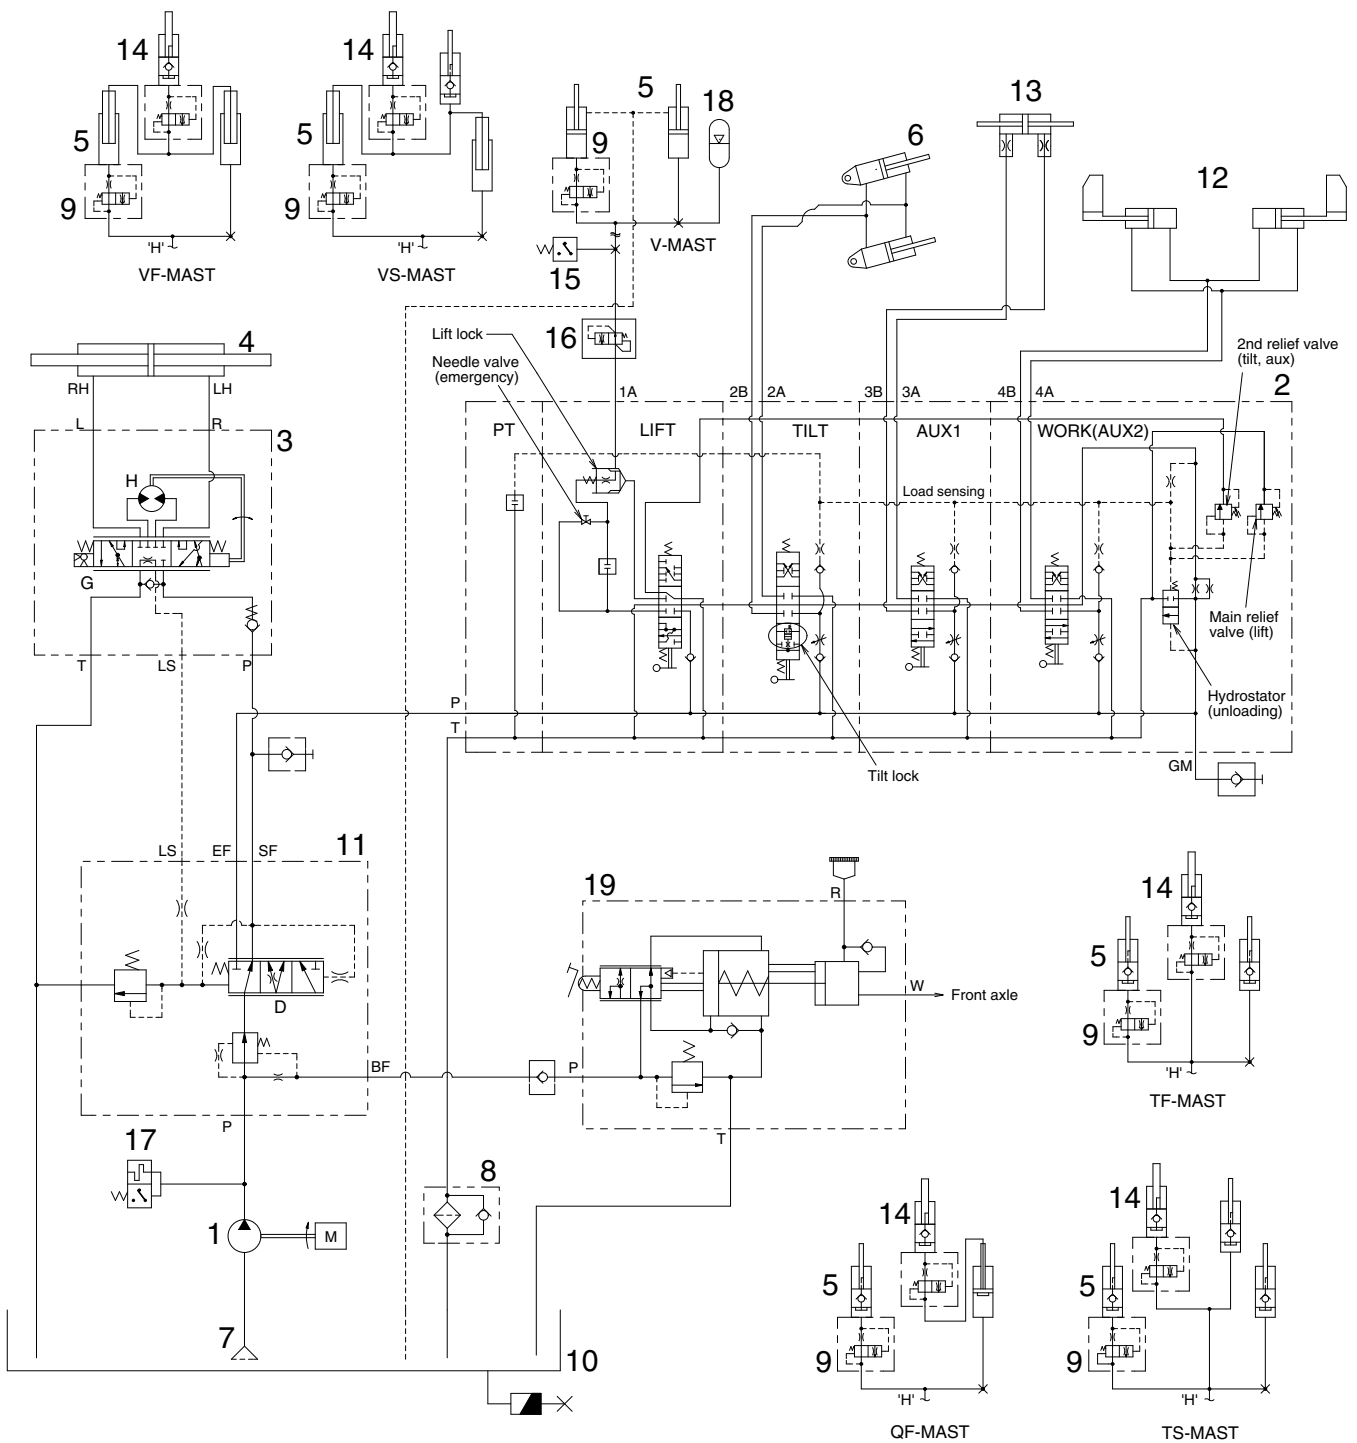 14
5
9
'H'
VF-MAST
14
5
9
'H'
VS-MAST
5
18
9
V-MAST
15
16
6
13
12
Lift lock
Needle valve
(emergency)
2nd relief valve
(tilt, aux)
4
RH
LH
L
R
3
H
G
T
LS
P
1A
2B
2A
3B
3A
4B
4A
2
PT
LIFT
TILT
AUX1
WORK(AUX2)
Load sensing
Main relief
valve (lift)
Hydrostator
(unloading)
P
T
Tilt lock
GM
LS
EF
SF
11
D
BF
P
17
1
M
7
8
10
19
R
W
Front axle
P
T
14
5
9
'H'
TF-MAST
14
5
9
'H'
QF-MAST
14
5
9
'H'
TS-MAST